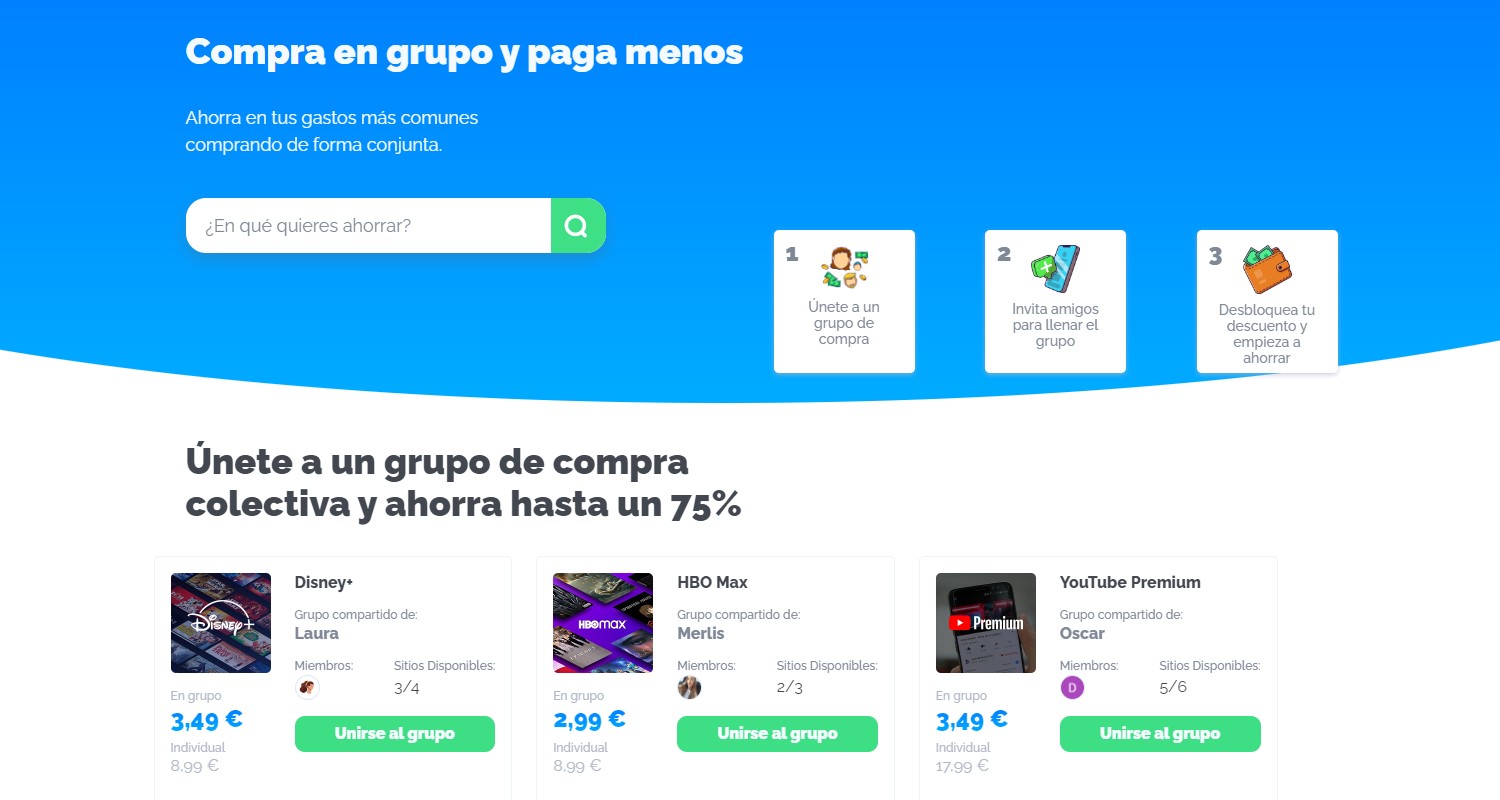 Compra en grupo y paga menos
Ahorra en tus gastos más comunes
comprando de forma conjunta.
¿En qué quieres ahorrar?
1
Únete a un
grupo de
compra
2
Invita amigos
para llenar el
grupo
3
Desbloquea tu
descuento y
empieza a
ahorrar
Únete a un grupo de compra
colectiva y ahorra hasta un 75%
Disney+
Disney+
Grupo compartido de:
Laura
Miembros:
Sitios Disponibles:
3/4
En grupo
3,49 €
Unirse al grupo
Individual
8,99 €
HBOmax
HBO Max
Grupo compartido de:
Merlis
Miembros:
Sitios Disponibles:
2/3
En grupo
2,99 €
Unirse al grupo
Individual
8,99 €
Premium
YouTube Premium
Grupo compartido de:
Oscar
Miembros:
Sitios Disponibles:
D
5/6
En grupo
3,49 €
Unirse al grupo
Individual
17,99 €